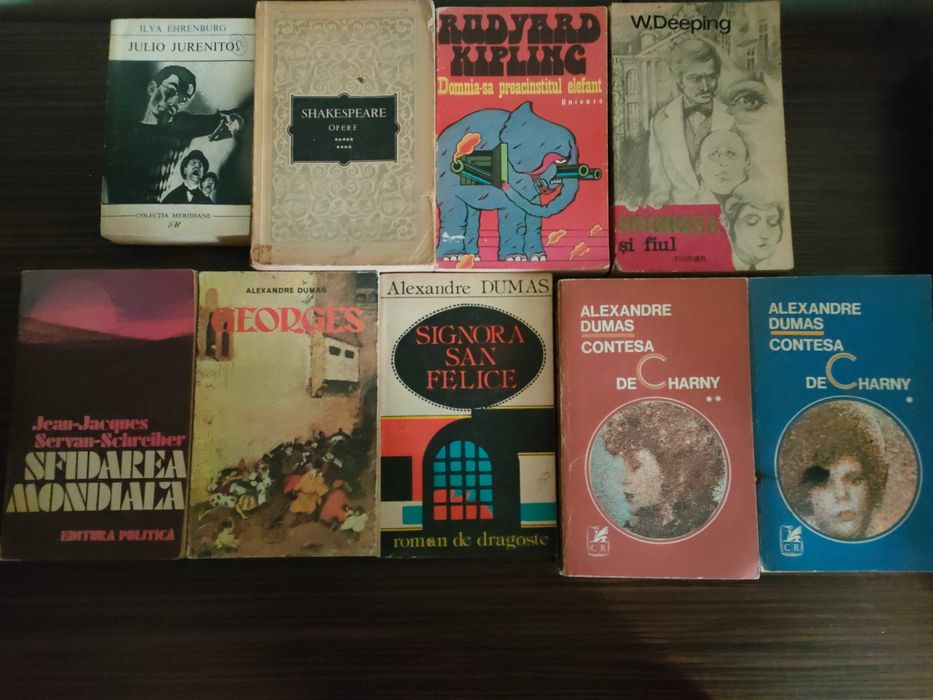 ILYA EHRENBURG
JULIO JURENITO
COLECȚIA MERIDIANE
SHAKESPEARE
OPERE
*****
****
RUDYARD
KIPLING
Domnia-sa preacinstitul elefant
Univers
W. Deeping
și fiul
roman
Jean-Jacques
Servan-Schreiber
SFIDAREA
MONDIALĂ
EDITURA POLITICĂ
ALEXANDRE DUMAS
GEORGES
Alexandre DUMAS
SIGNORA
SAN
FELICE
roman de dragoste
ALEXANDRE
DUMAS
CONTESA
DE CHARNY
**
CR
ALEXANDRE
DUMAS
CONTESA
DE CHARNY
*
CR